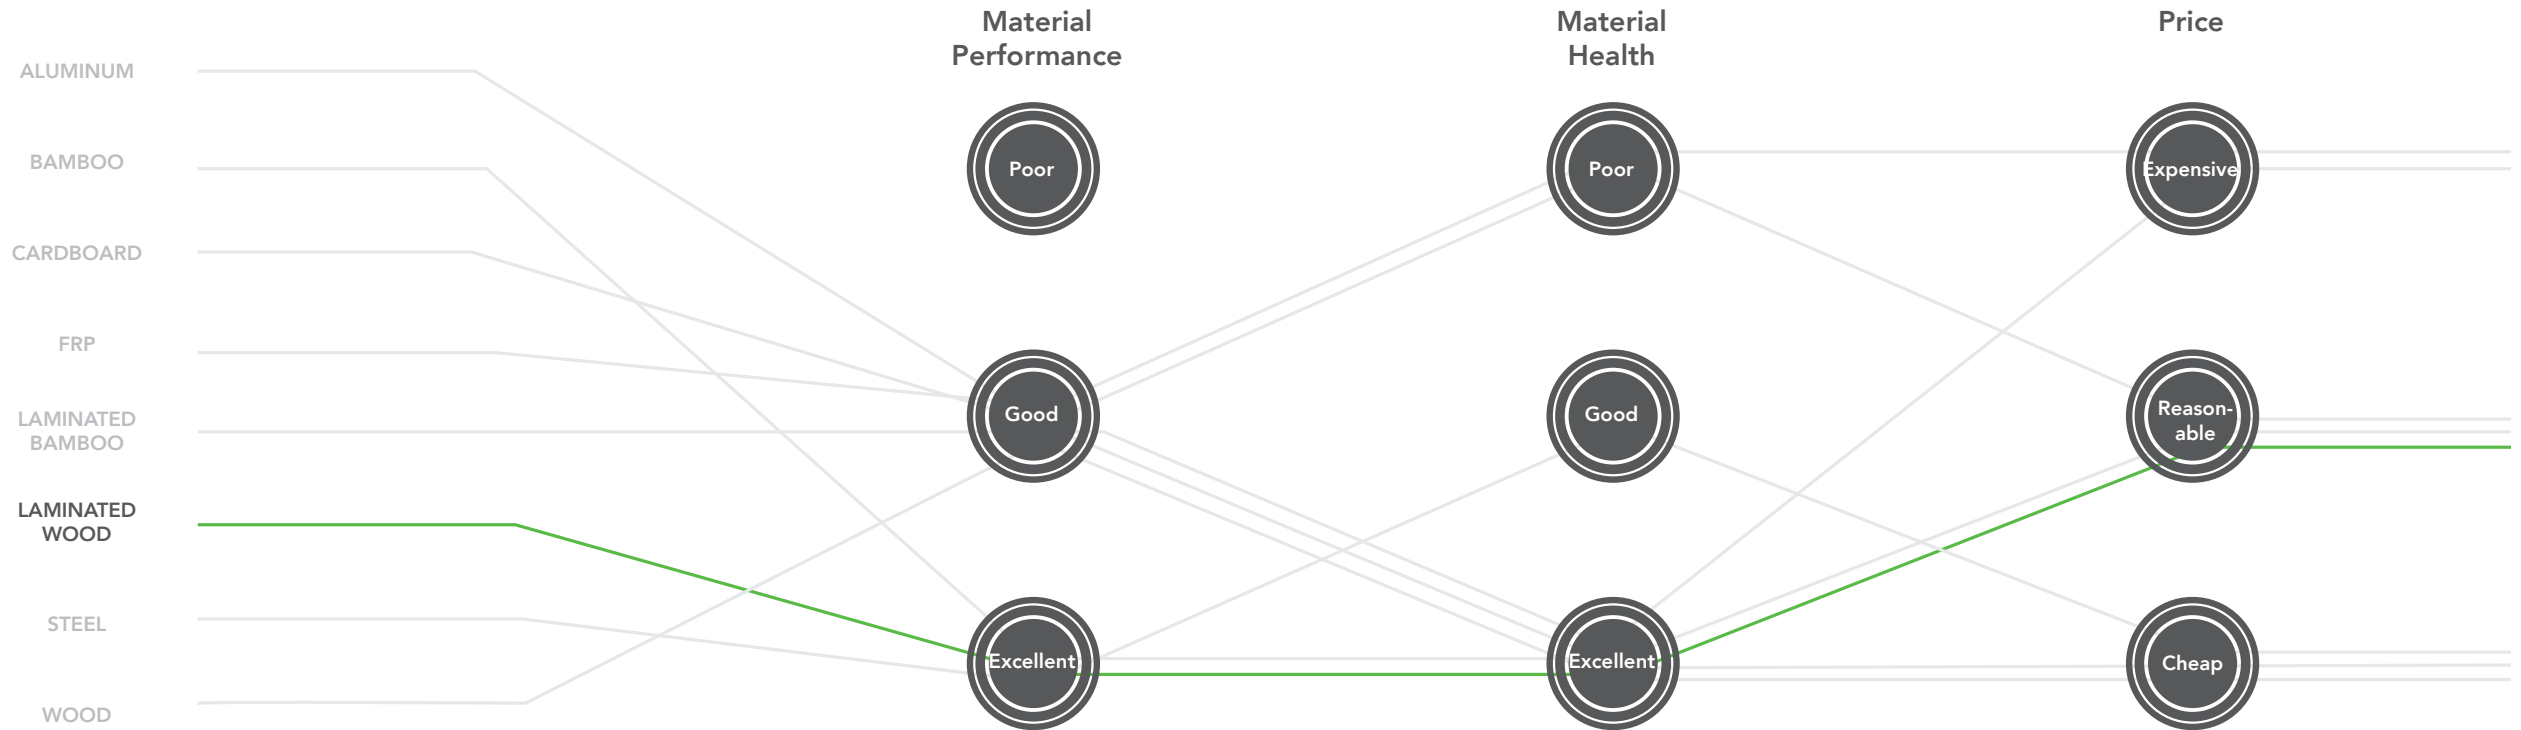 Material
Performance
Material
Health
Price
ALUMINUM
BAMBOO
CARDBOARD
FRP
LAMINATED
BAMBOO
LAMINATED
WOOD
STEEL
WOOD
Poor
Good
Excellent
Poor
Good
Excellent
Expensive
Reason-
able
Cheap